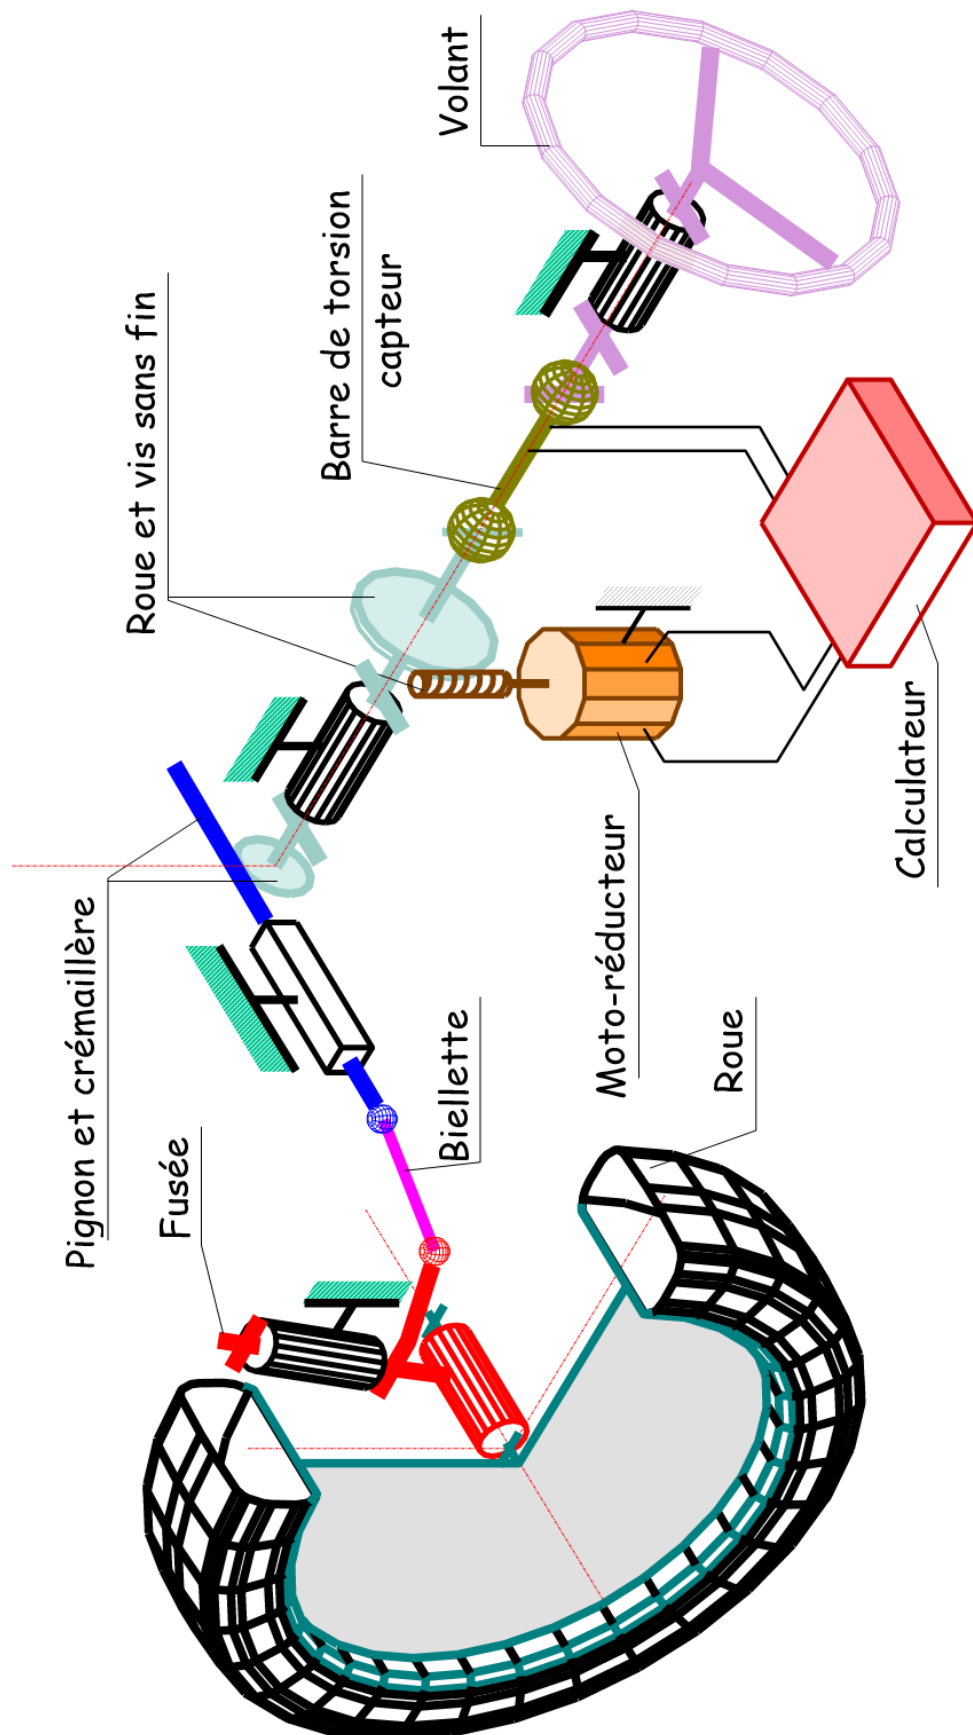 Volant
Barre de torsion
capteur
Roue et vis sans fin
Pignon et crémaillère
Fusée
Biellette
Moto-réducteur
Roue
Calculateur